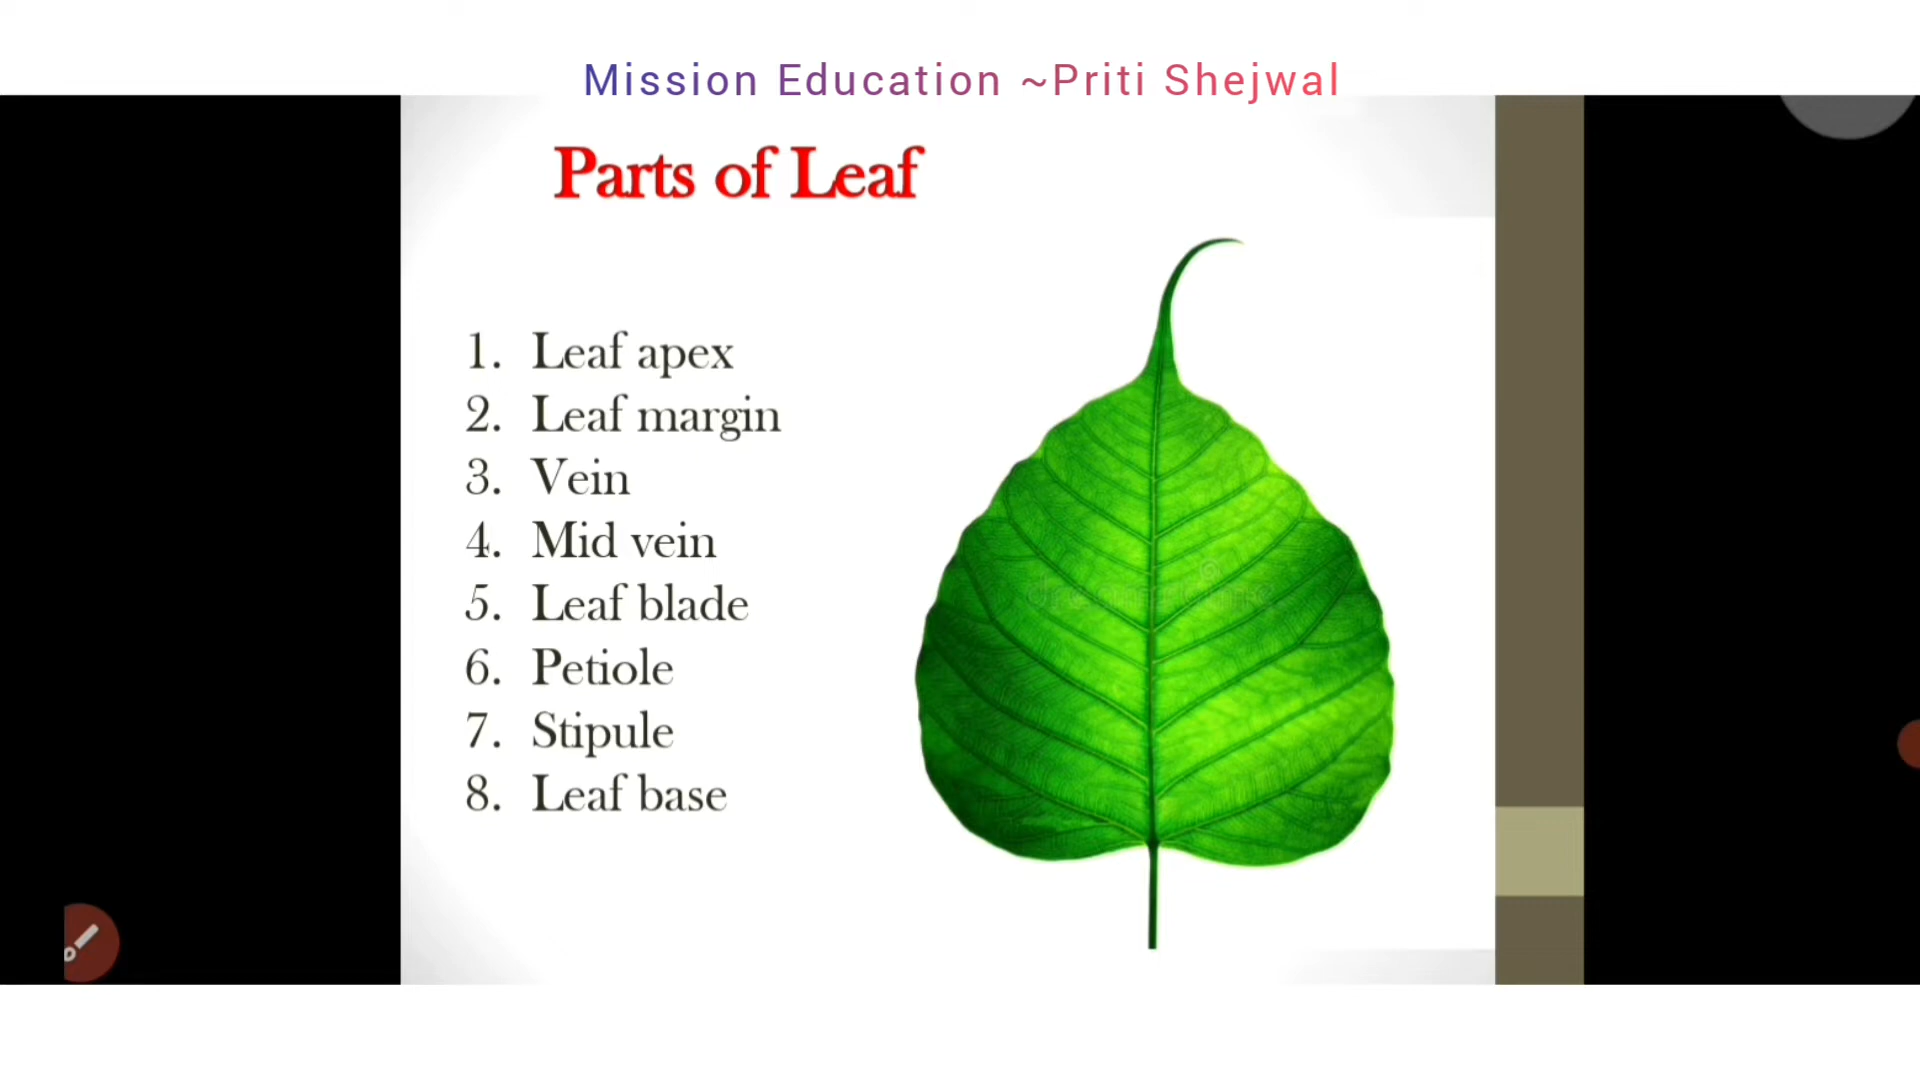 Mission Education ~Priti Shejwal
Parts of Leaf
1. Leaf apex
2. Leaf margin
3. Vein
4. Mid vein
5. Leaf blade
6. Petiole
7. Stipule
8. Leaf base